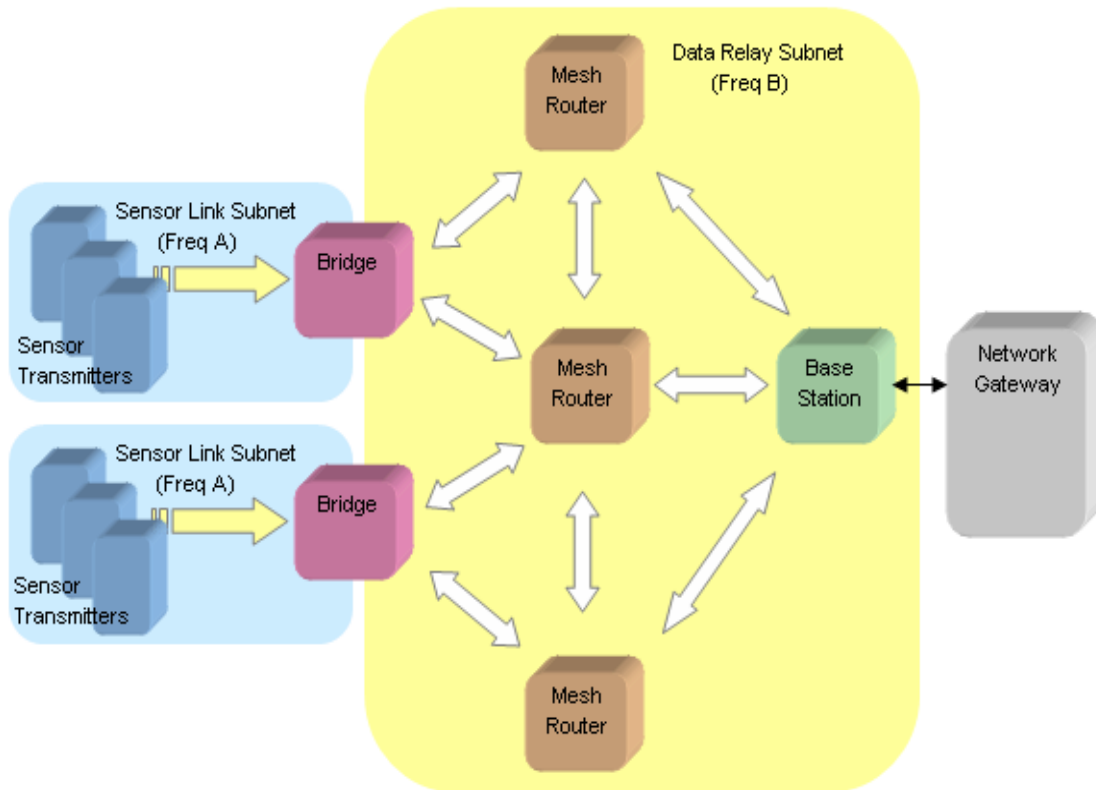 Data Relay Subnet
(Freq B)
Mesh
Router
Sensor Link Subnet
(Freq A)
Bridge
Sensor
Transmitters
Mesh
Router
Base
Station
Network
Gateway
Sensor Link Subnet
(Freq A)
Bridge
Sensor
Transmitters
Mesh
Router